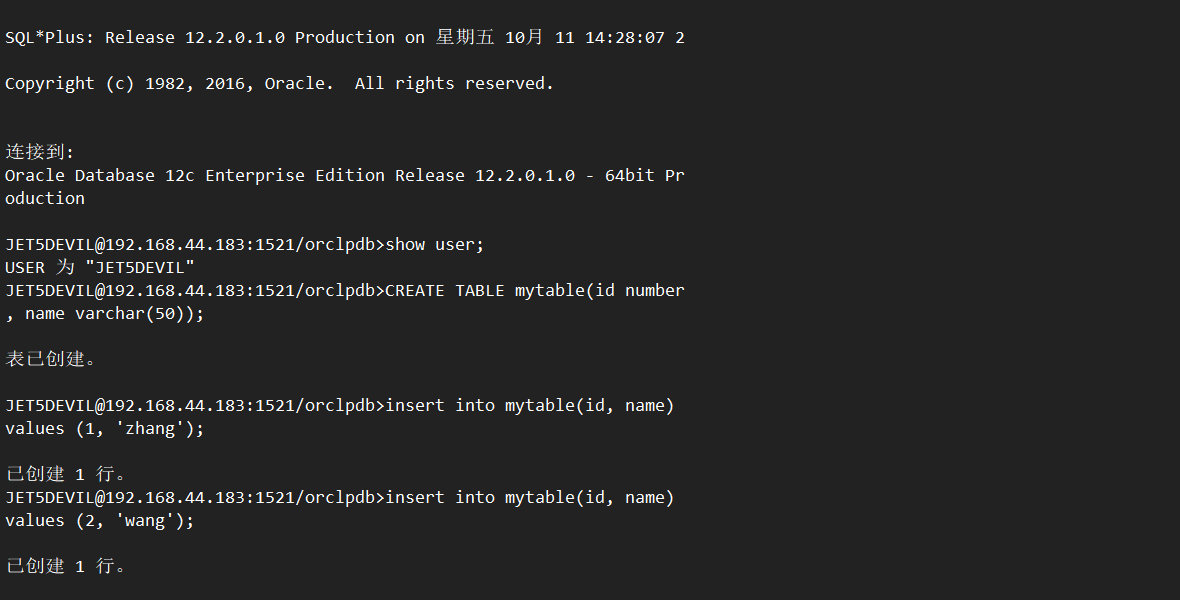 SQL*Plus: Release 12.2.0.1.0 Production on 星期五 10月 11 14:28:07 2
Copyright (c) 1982, 2016, Oracle.  All rights reserved.
连接到:
Oracle Database 12c Enterprise Edition Release 12.2.0.1.0 - 64bit Pr
oduction
JET5DEVIL@192.168.44.183:1521/orclpdb>show user;
USER 为 "JET5DEVIL"
JET5DEVIL@192.168.44.183:1521/orclpdb>CREATE TABLE mytable(id number
, name varchar(50));
表已创建。
JET5DEVIL@192.168.44.183:1521/orclpdb>insert into mytable(id, name)
values (1, 'zhang');
已创建 1 行。
JET5DEVIL@192.168.44.183:1521/orclpdb>insert into mytable(id, name)
values (2, 'wang');
已创建 1 行。